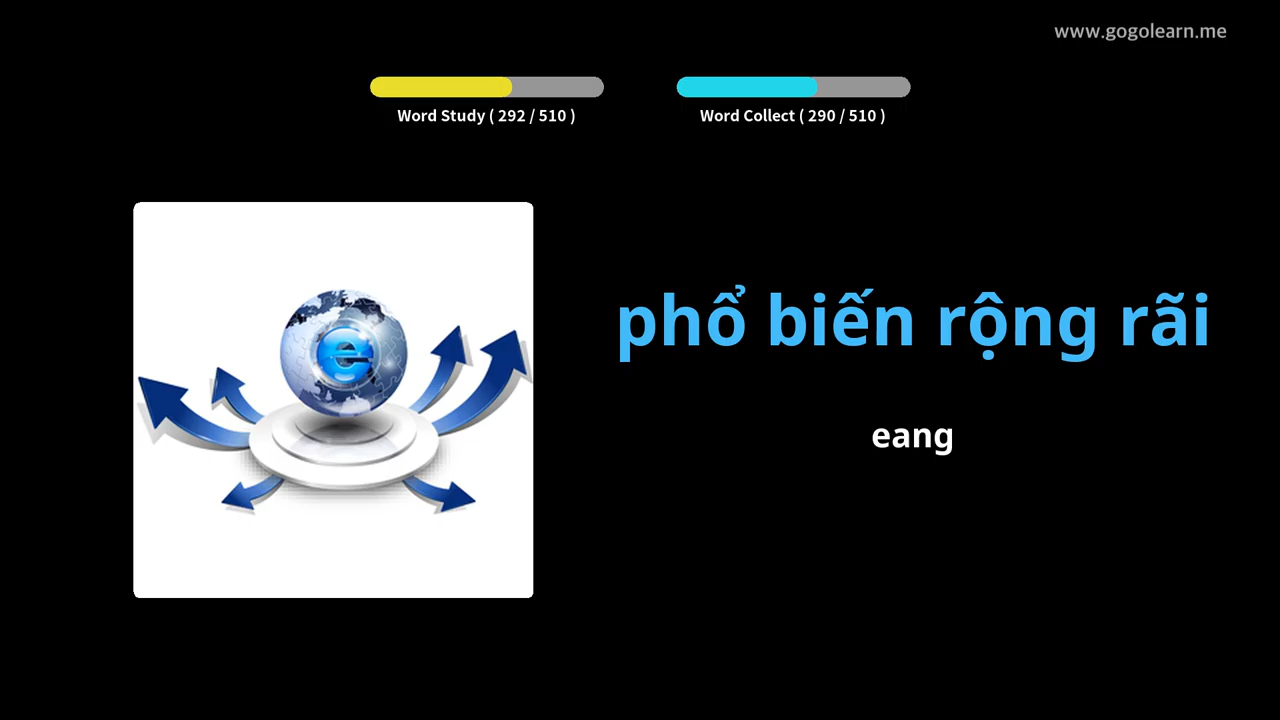 www.gogolearn.me
Word Study ( 292 / 510 )
Word Collect ( 290 / 510 )
e
phổ biến rộng rãi
eang